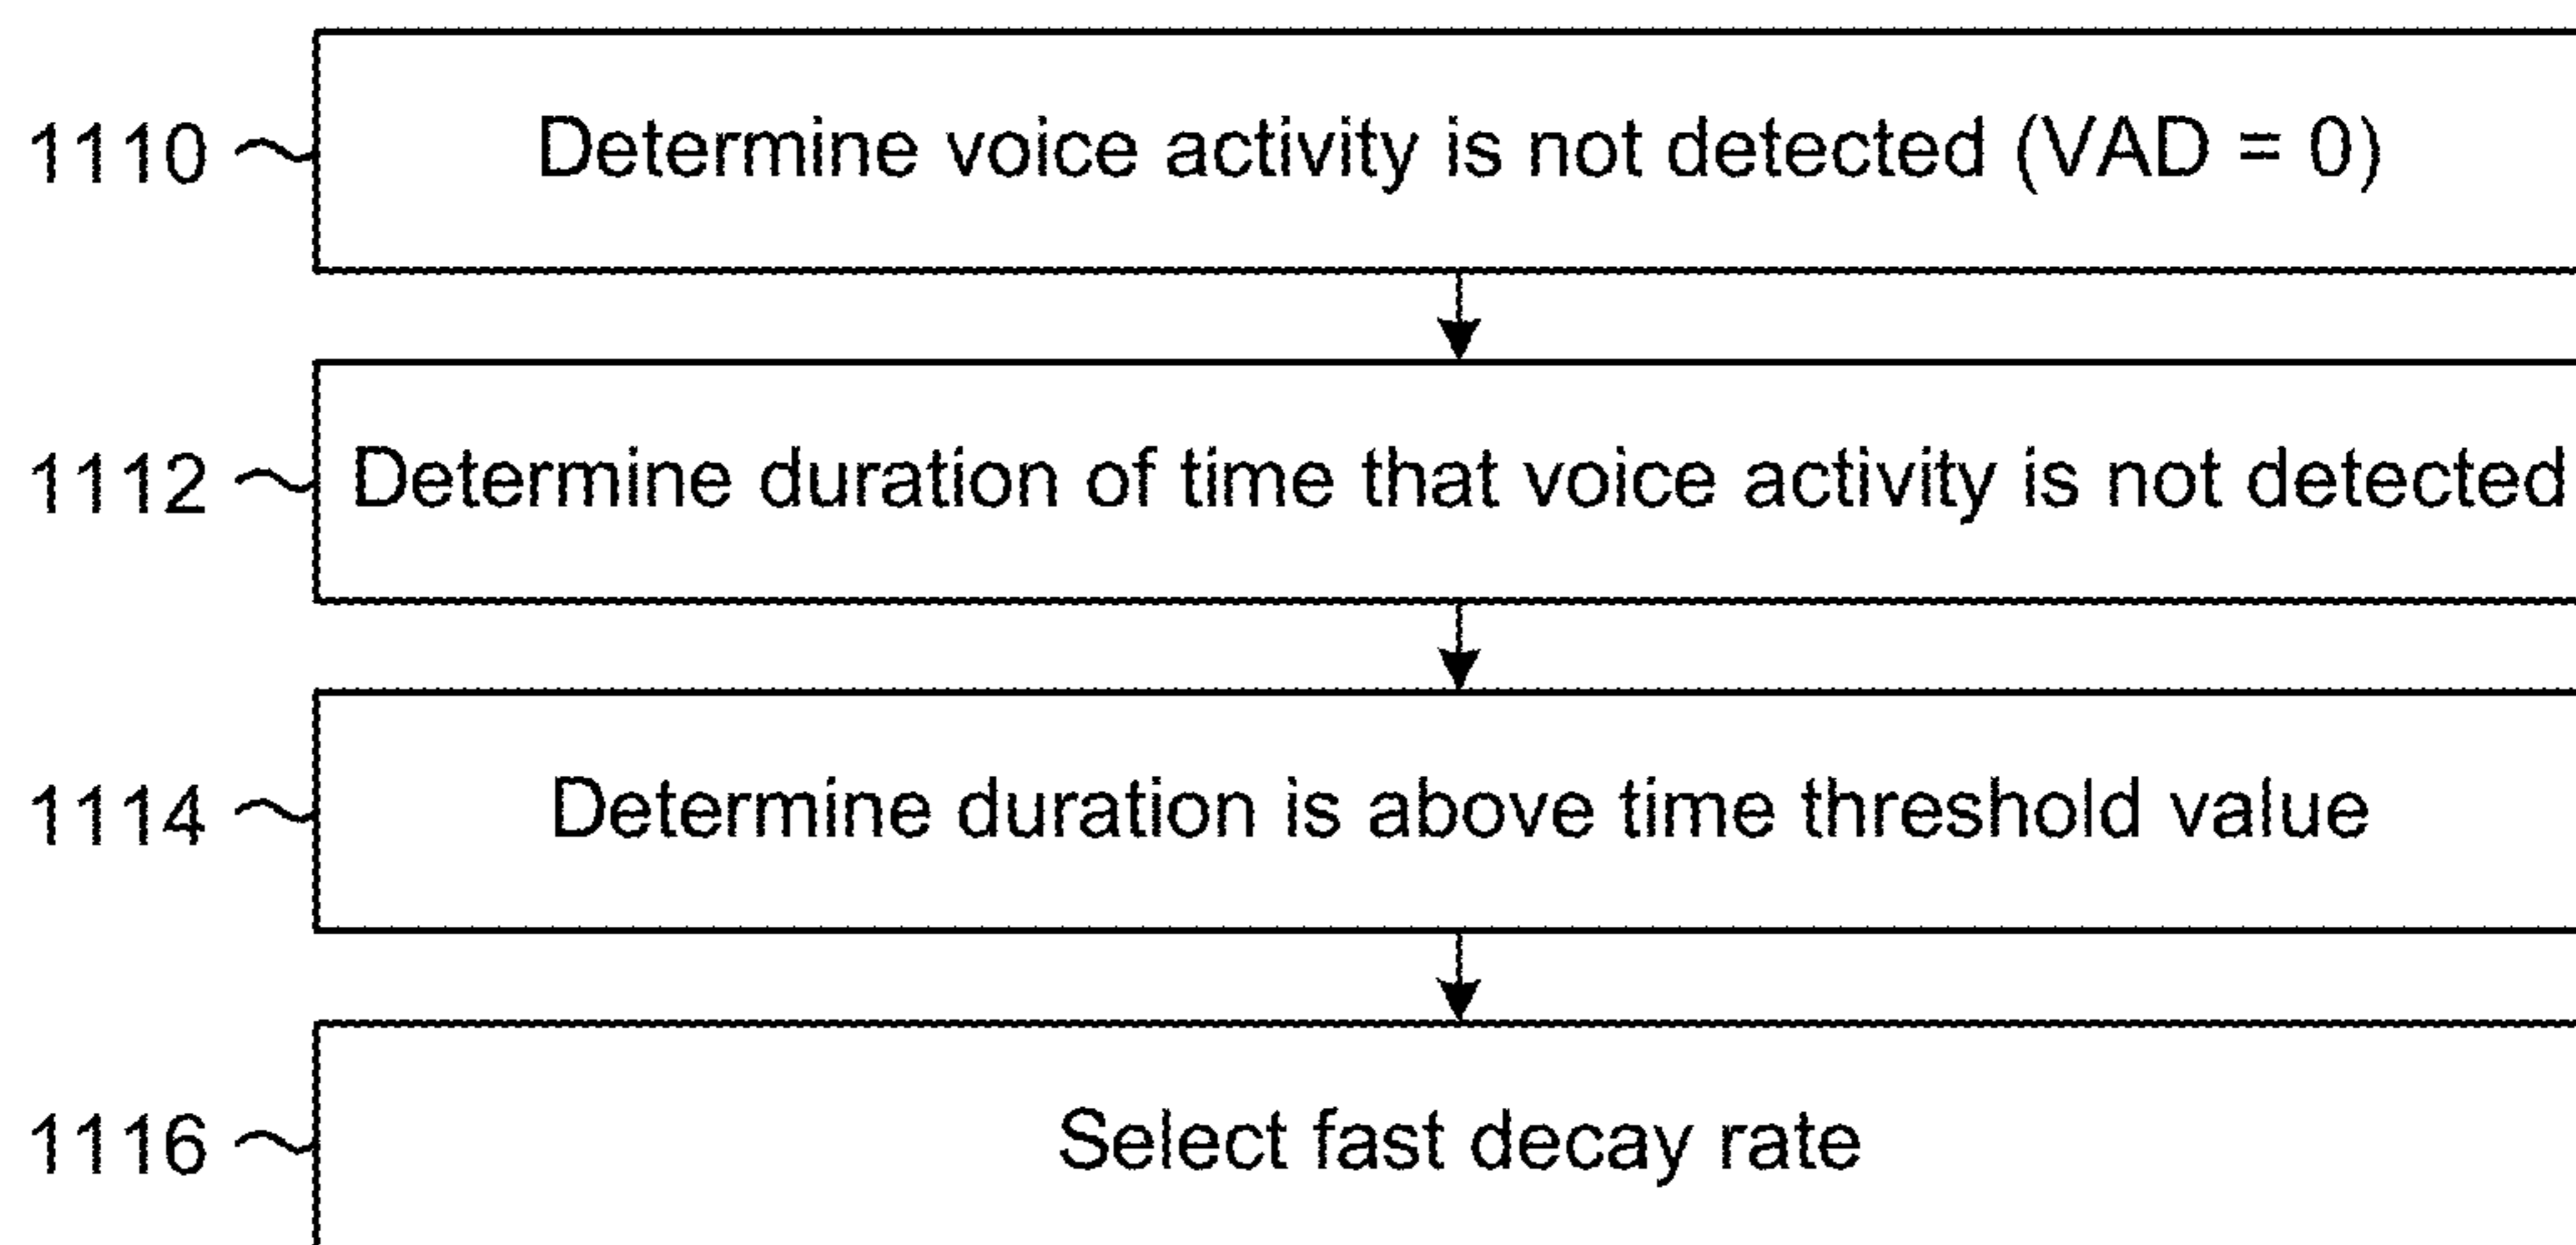 1110 Determine voice activity is not detected (VAD = 0)
1112 Determine duration of time that voice activity is not detected
1114 Determine duration is above time threshold value
1116 Select fast decay rate